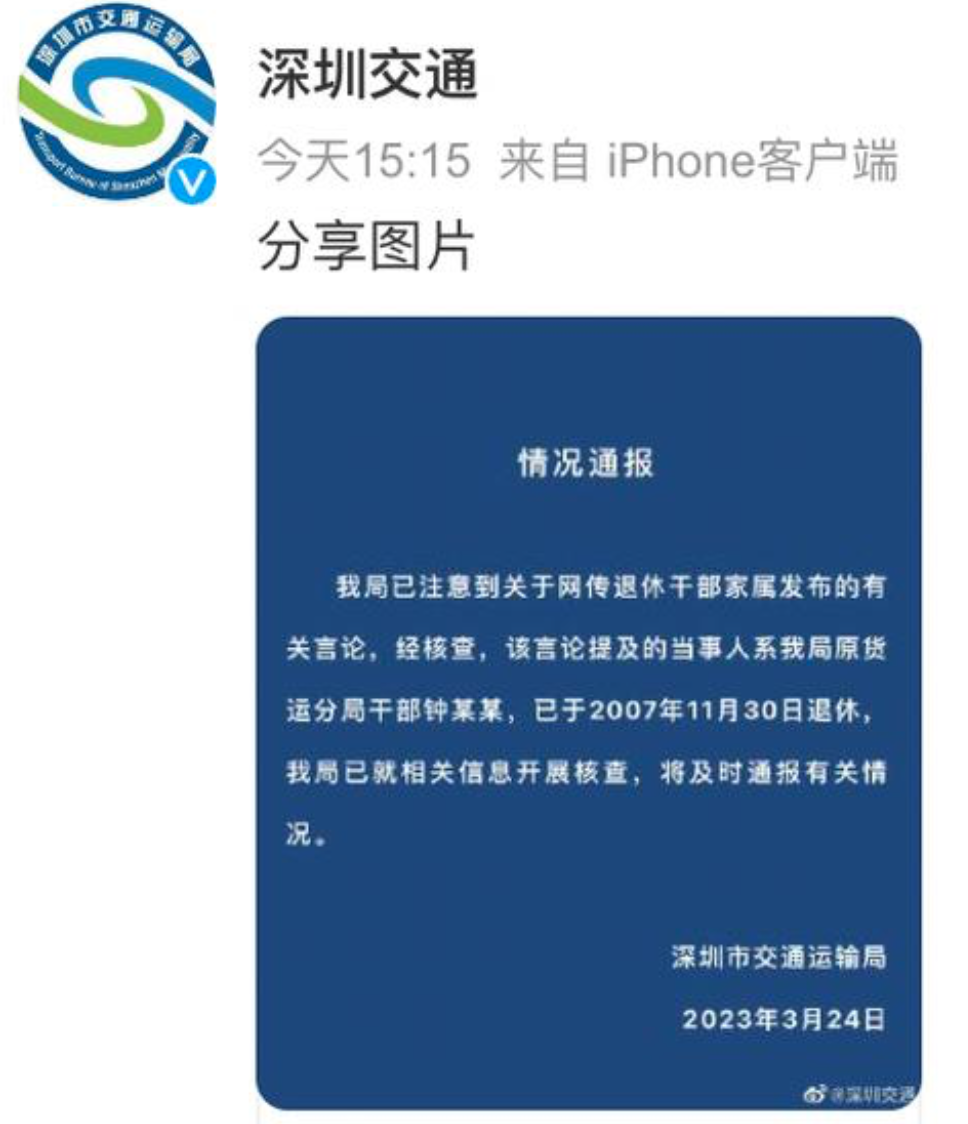 深圳市交通运输局
Transport Bureau of Shenzhen Municipality
深圳交通
今天15:15 来自 iPhone客户端
分享图片
情况通报
我局已注意到关于网传退休干部家属发布的有
关言论，经核查，该言论提及的当事人系我局原货
运分局干部钟某某，已于2007年11月30日退休，
我局已就相关信息开展核查，将及时通报有关情
况。
深圳市交通运输局
2023年3月24日
@深圳交通